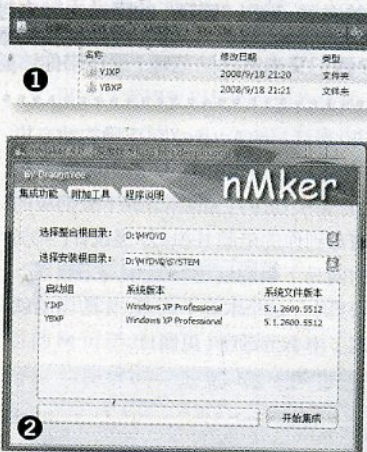 名称 修改日期 类型
YJXP 2008/9/18 21:20 文件夹
YBXP 2008/9/18 21:21 文件夹
❶
nMker
集成功能 附加工具 程序说明
选择整合根目录: D:\MYDVD
选择安装根目录: D:\MYDVD\SYSTEM
启动组 系统版本 系统文件版本
YJXP Windows XP Professional 5.1.2600.5512
YBXP Windows XP Professional 5.1.2600.5512
❷
开始集成